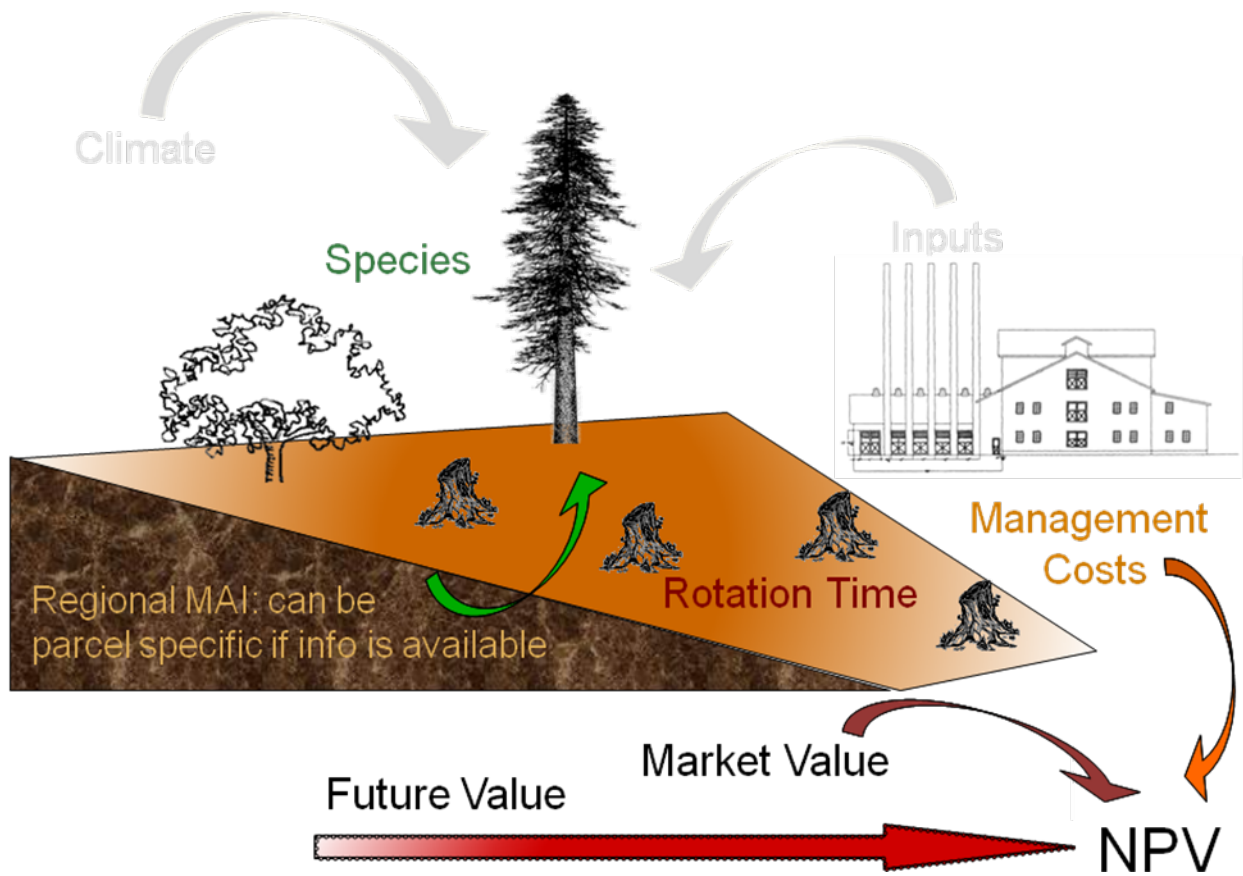 Climate
Inputs
Species
Management
Costs
Rotation Time
Regional MAI: can be
parcel specific if info is available
Market Value
Future Value
NPV